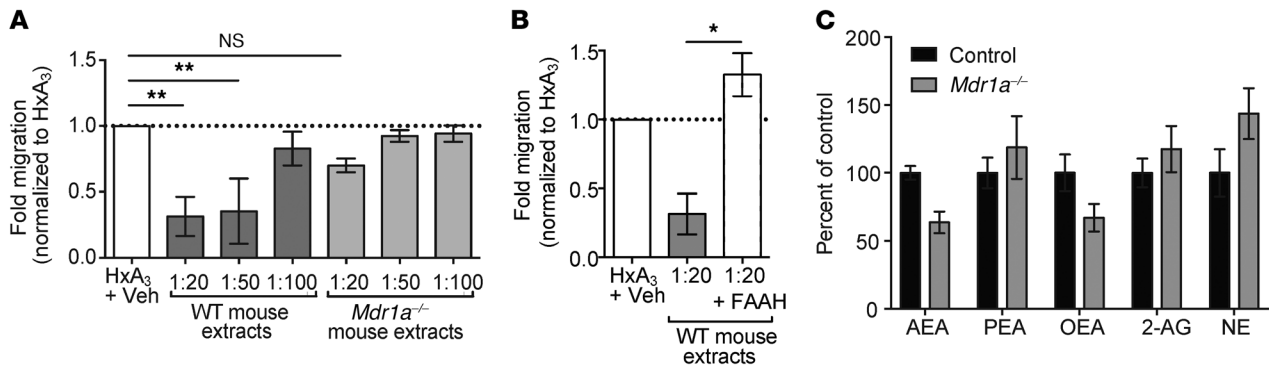 A
NS
**
**
Fold migration
(normalized to HxA3)
1.5
1.0
0.5
0.0
HxA3
+ Veh
1:20
1:50
1:100
1:20
1:50
1:100
WT mouse
extracts
Mdr1a–/–
mouse extracts
B
*
Fold migration
(normalized to HxA3)
1.5
1.0
0.5
0.0
HxA3
+ Veh
1:20
1:20
+ FAAH
WT mouse
extracts
C
Percent of control
200
150
100
50
0
Control
Mdr1a–/–
AEA
PEA
OEA
2-AG
NE